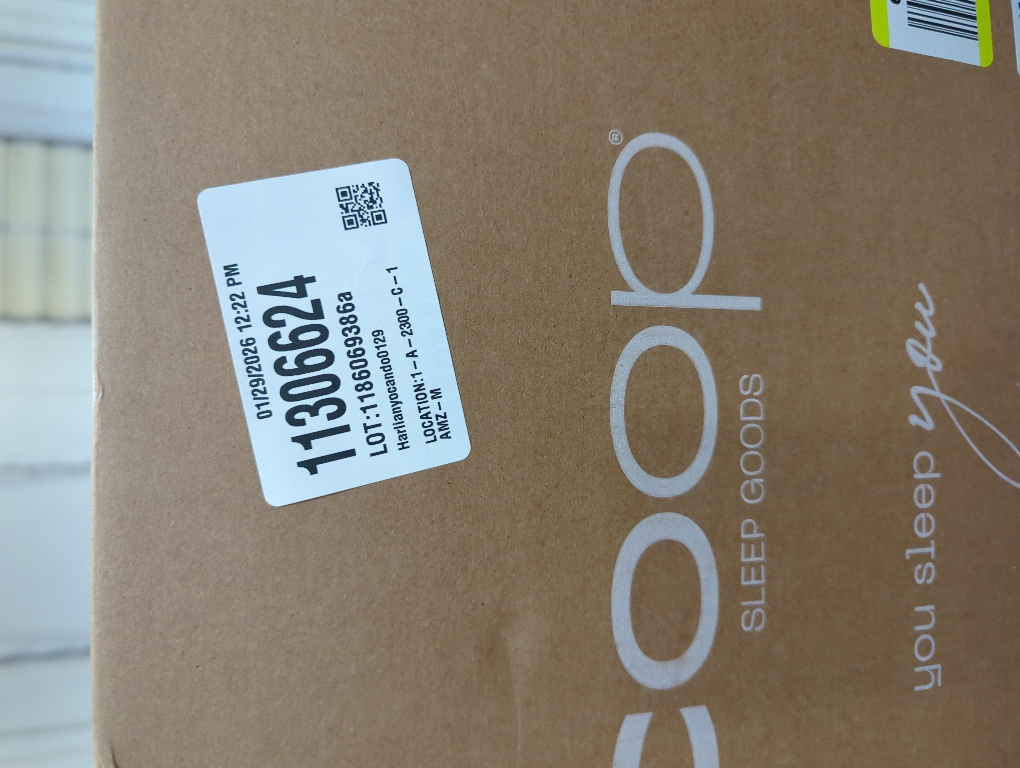 01/29/2026 12:22 PM
11306624
LOT:1186069386a
Harllanyocando0129
LOCATION:1-A-2300-C-1
AMZ-M
coop®
SLEEP GOODS
you sleep you